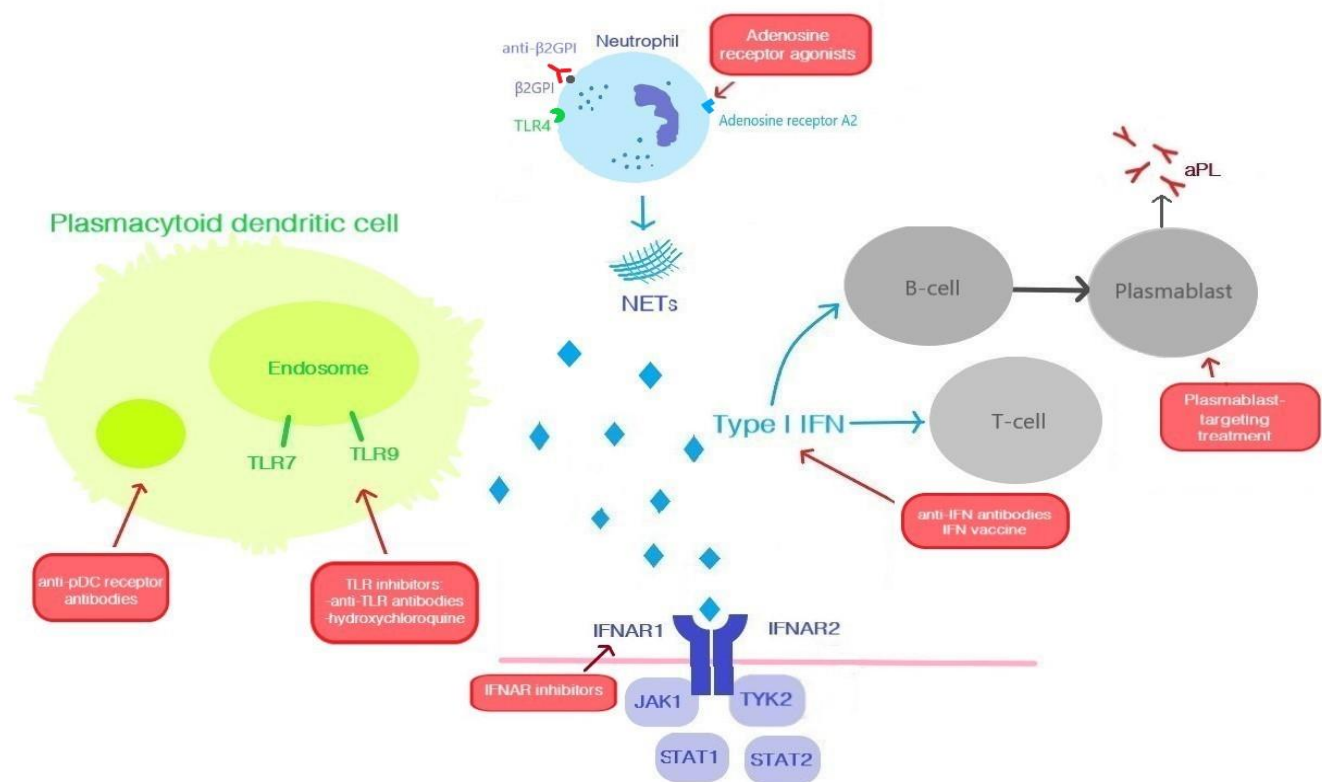 Neutrophil
anti-β2GPI
β2GPI
TLR4
Adenosine
receptor agonists
Adenosine receptor A2
NETs
Plasmacytoid dendritic cell
Endosome
TLR7
TLR9
anti-pDC receptor
antibodies
TLR inhibitors:
-anti-TLR antibodies
-hydroxychloroquine
aPL
B-cell
Plasmablast
Type I IFN
T-cell
Plasmablast-
targeting
treatment
anti-IFN antibodies
IFN vaccine
IFNAR1
IFNAR2
IFNAR inhibitors
JAK1
TYK2
STAT1
STAT2